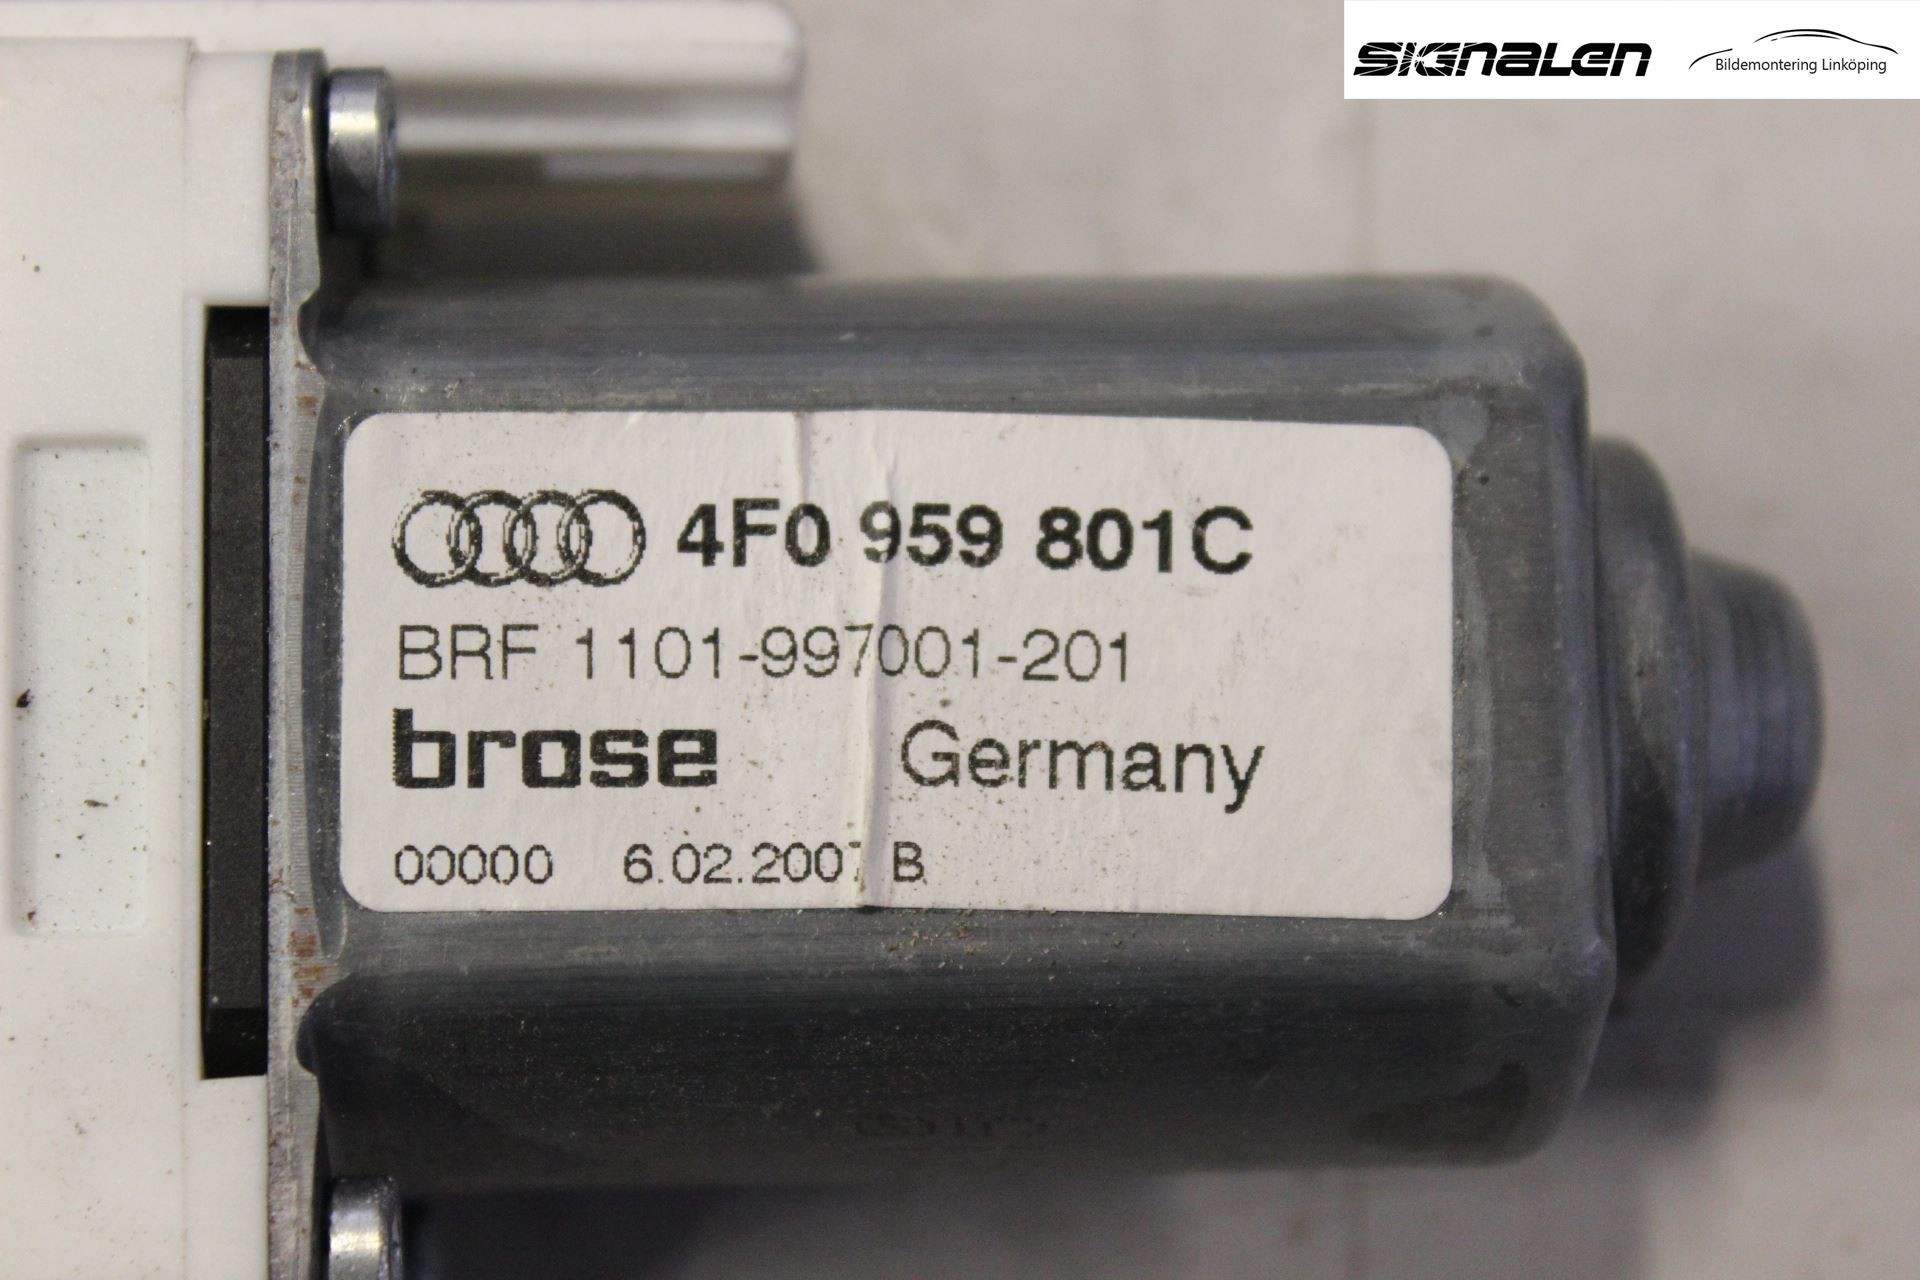 SIGNALEN
Bildemontering Linköping
4F0 959 801C
BRF 1101-997001-201
brose Germany
00000 6.02.2007 B